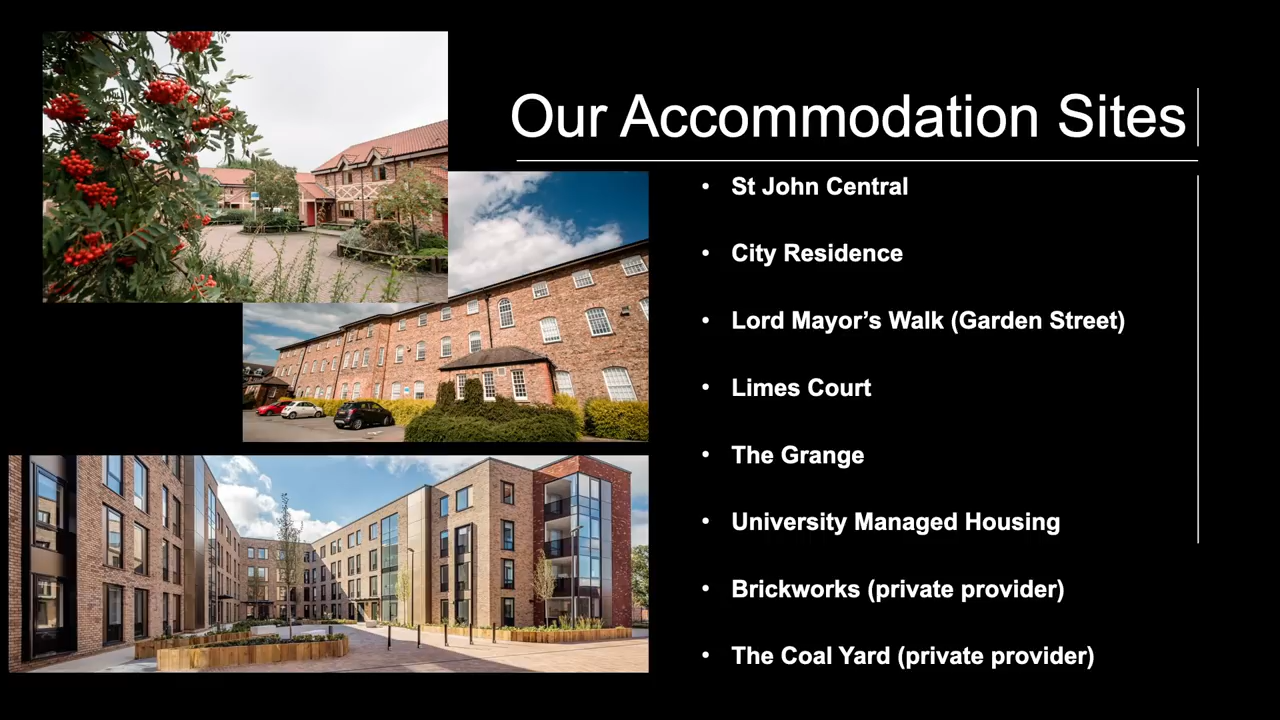 Our Accommodation Sites
• St John Central
• City Residence
• Lord Mayor’s Walk (Garden Street)
• Limes Court
• The Grange
• University Managed Housing
• Brickworks (private provider)
• The Coal Yard (private provider)